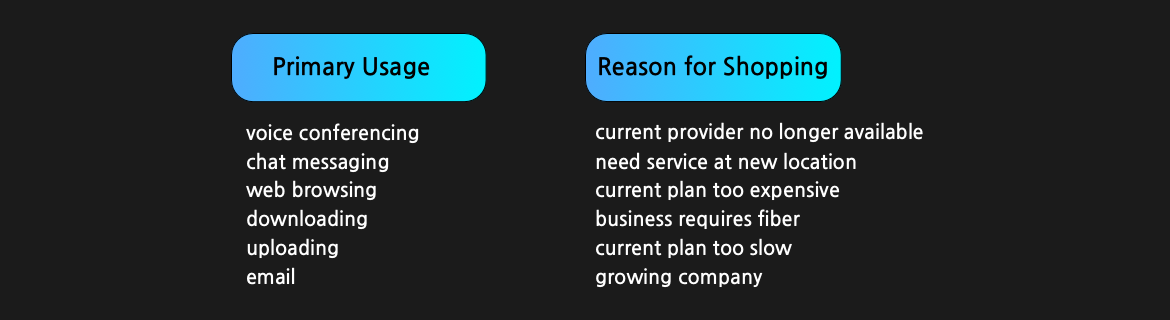 Primary Usage
voice conferencing
chat messaging
web browsing
downloading
uploading
email
Reason for Shopping
current provider no longer available
need service at new location
current plan too expensive
business requires fiber
current plan too slow
growing company